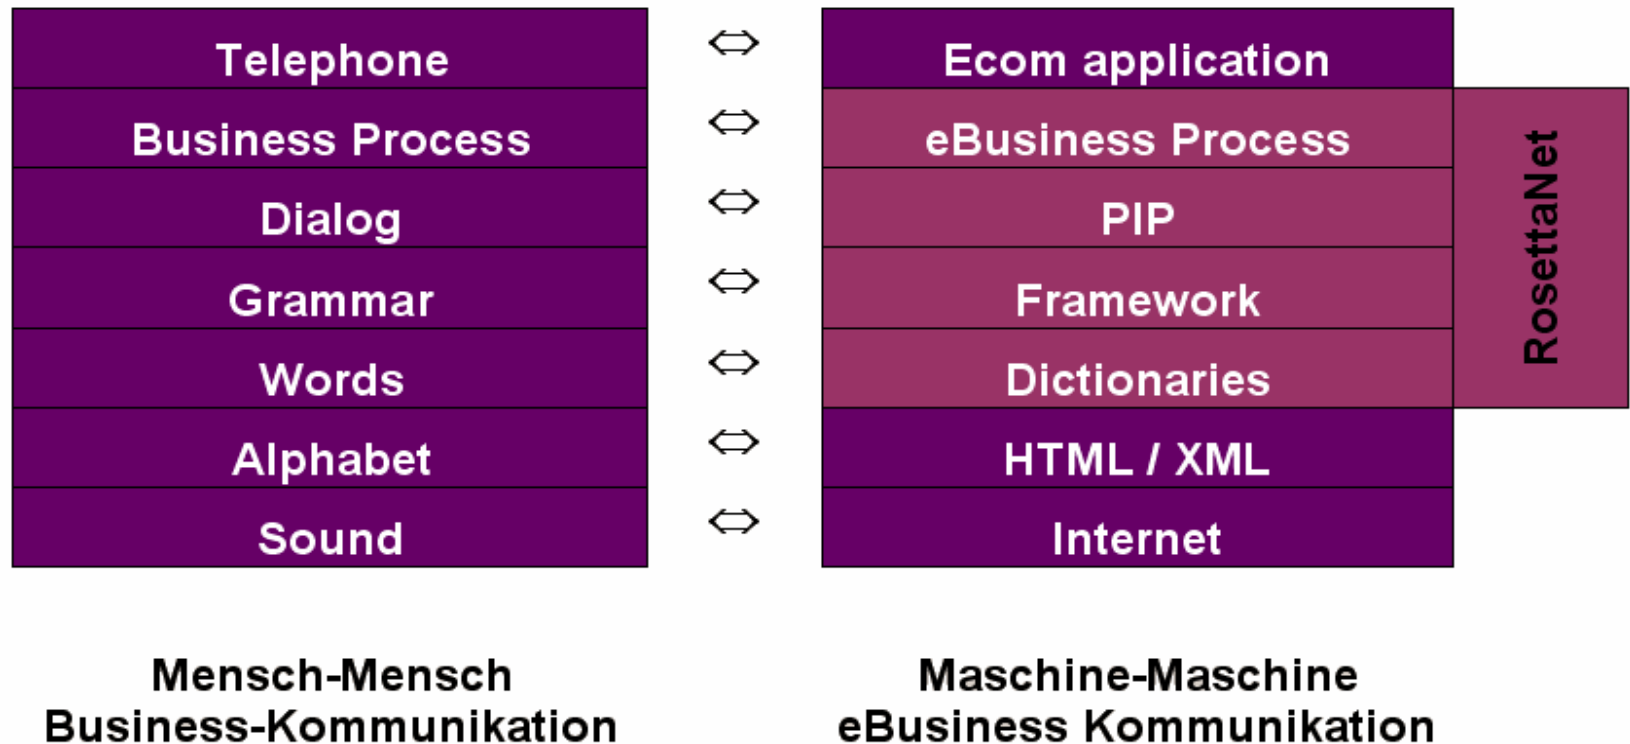 Telephone
Ecom application
Business Process
eBusiness Process
Dialog
PIP
Grammar
Framework
Words
Dictionaries
Alphabet
HTML / XML
Sound
Internet
RosettaNet
Mensch-Mensch
Business-Kommunikation
Maschine-Maschine
eBusiness Kommunikation